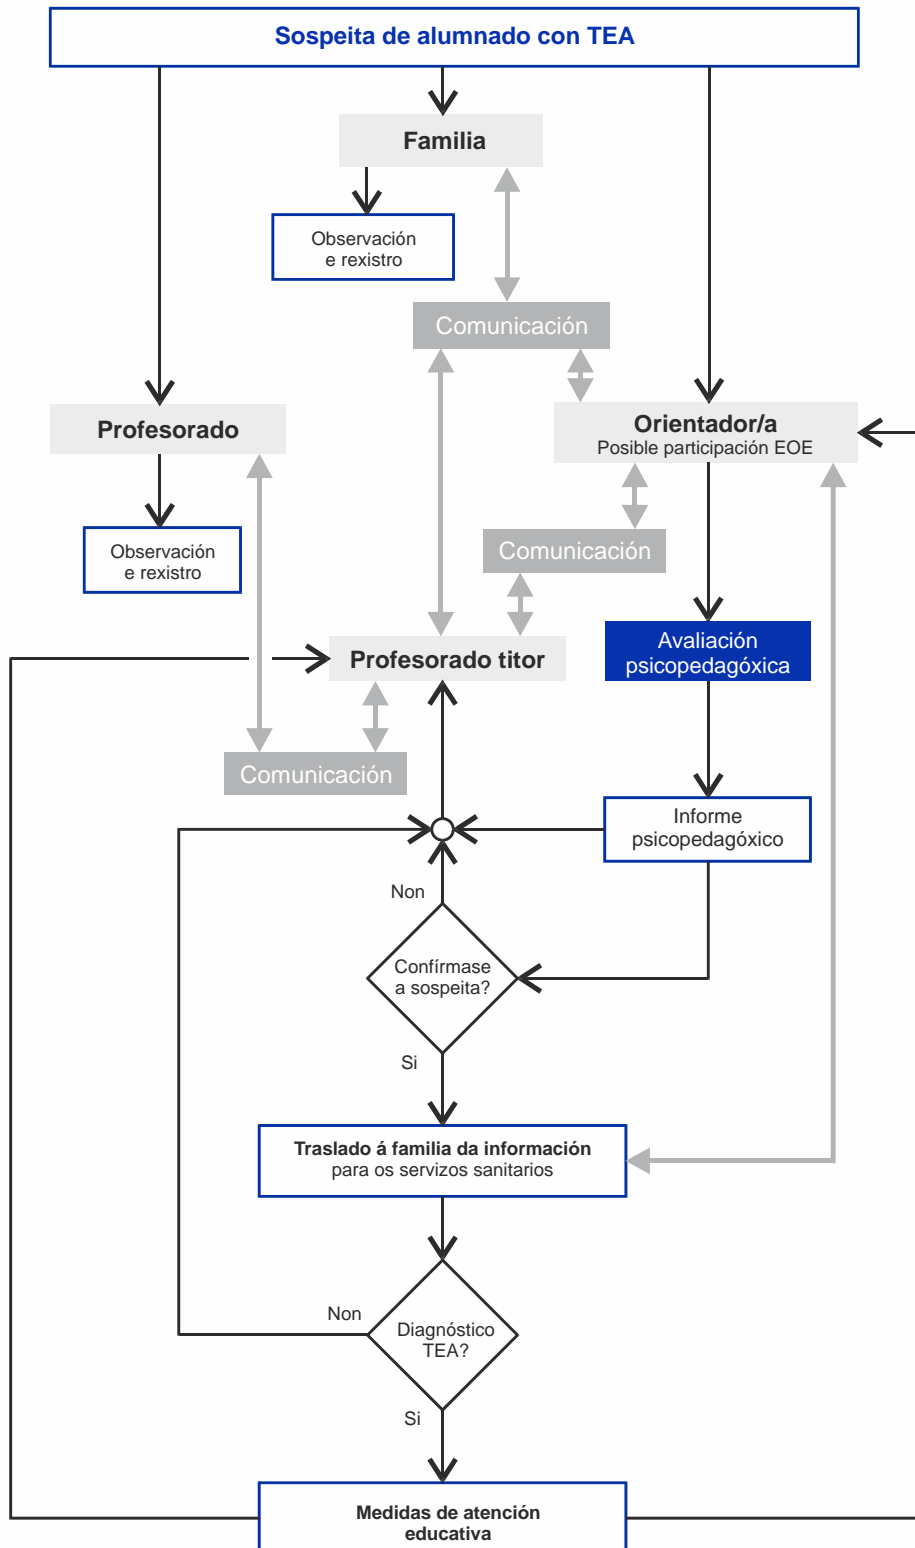 Sospeita de alumnado con TEA
Familia
Observación
e rexistro
Comunicación
Profesorado
Orientador/a
Posible participación EOE
Observación
e rexistro
Comunicación
Avaliación
psicopedagóxica
Profesorado titor
Comunicación
Informe
psicopedagóxico
Non
Confírmase
a sospeita?
Si
Traslado á familia da información
para os servizos sanitarios
Non
Diagnóstico
TEA?
Si
Medidas de atención
educativa